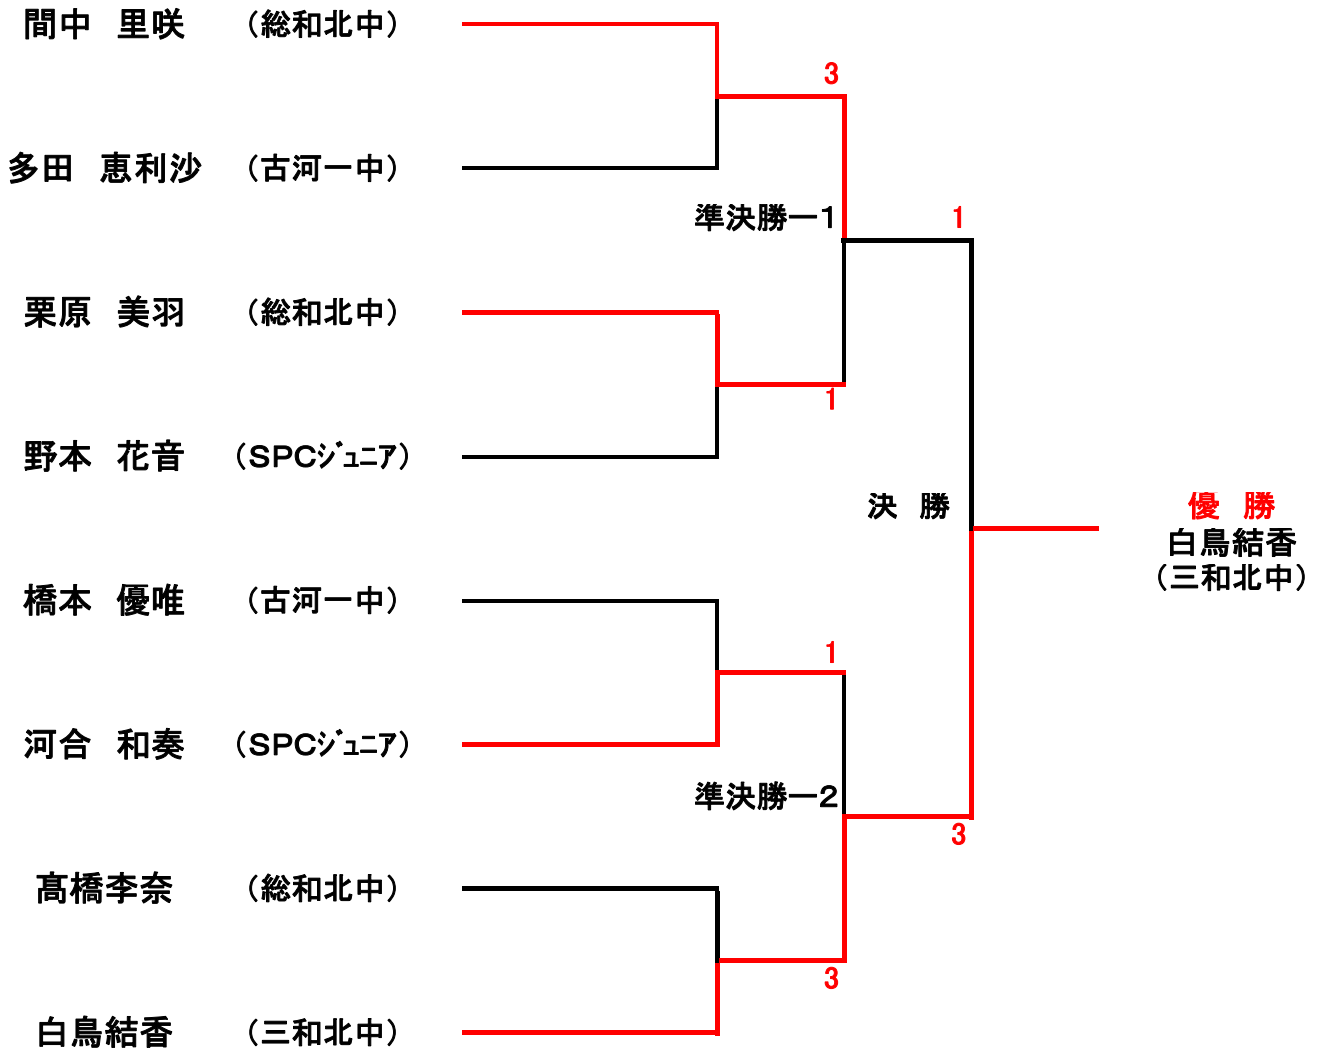 間中　里咲　（総和北中）
3
多田　恵利沙　（古河一中）
準決勝ー１
1
栗原　美羽　（総和北中）
1
野本　花音　（ＳＰＣｼﾞｭﾆｱ）
決　勝
優　勝
白鳥結香
（三和北中）
橋本　優唯　（古河一中）
1
河合　和奏　（ＳＰＣｼﾞｭﾆｱ）
準決勝ー２
3
髙橋李奈　（総和北中）
3
白鳥結香　（三和北中）